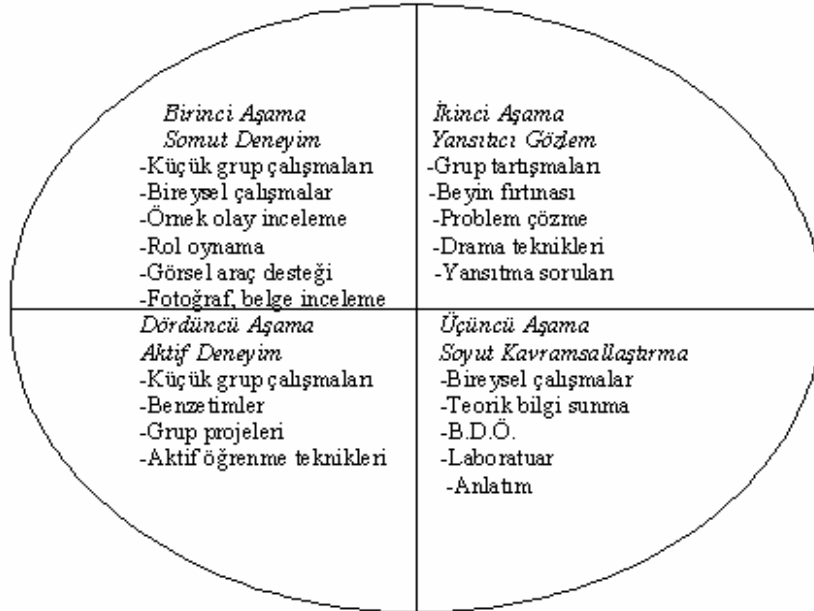 Birinci Aşama
Somut Deneyim
-Küçük grup çalışmaları
-Bireysel çalışmalar
-Örnek olay inceleme
-Rol oynama
-Görsel araç desteği
-Fotoğraf, belge inceleme
İkinci Aşama
Yansıtıcı Gözlem
-Grup tartışmaları
-Beyin fırtınası
-Problem çözme
-Drama teknikleri
-Yansıtma soruları
Dördüncü Aşama
Aktif Deneyim
-Küçük grup çalışmaları
-Benzetimler
-Grup projeleri
-Aktif öğrenme teknikleri
Üçüncü Aşama
Soyut Kavramsallaştırma
-Bireysel çalışmalar
-Teorik bilgi sunma
-B.D.Ö.
-Laboratuar
-Anlatım